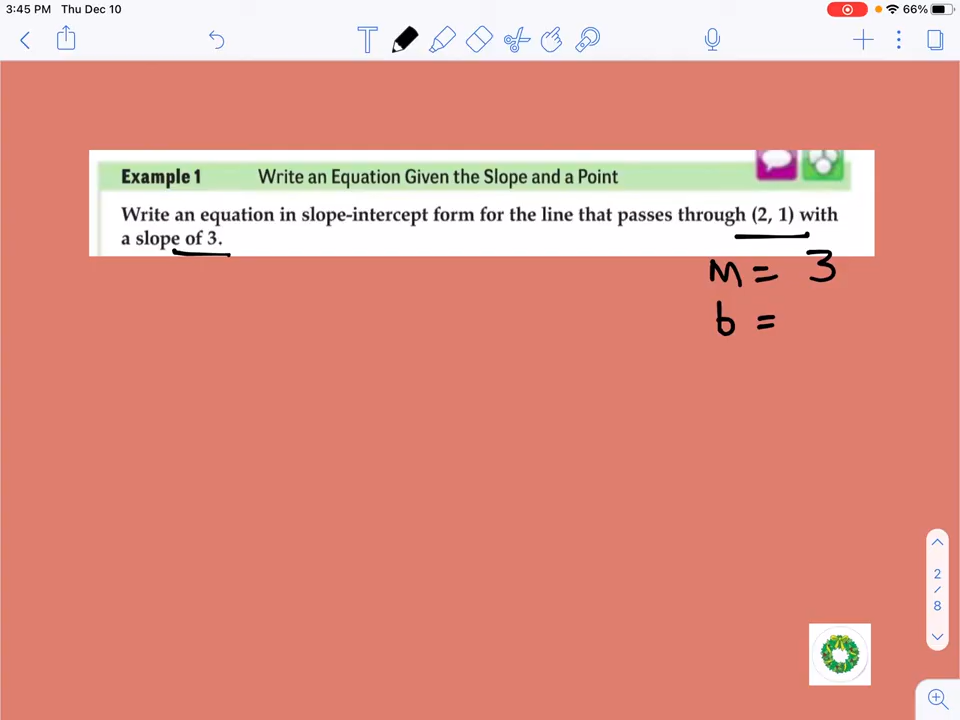 3:45 PM Thu Dec 10
66%
T
Example 1 Write an Equation Given the Slope and a Point
Write an equation in slope-intercept form for the line that passes through (2, 1) with
a slope of 3.
m = 3
b =
2
/
8